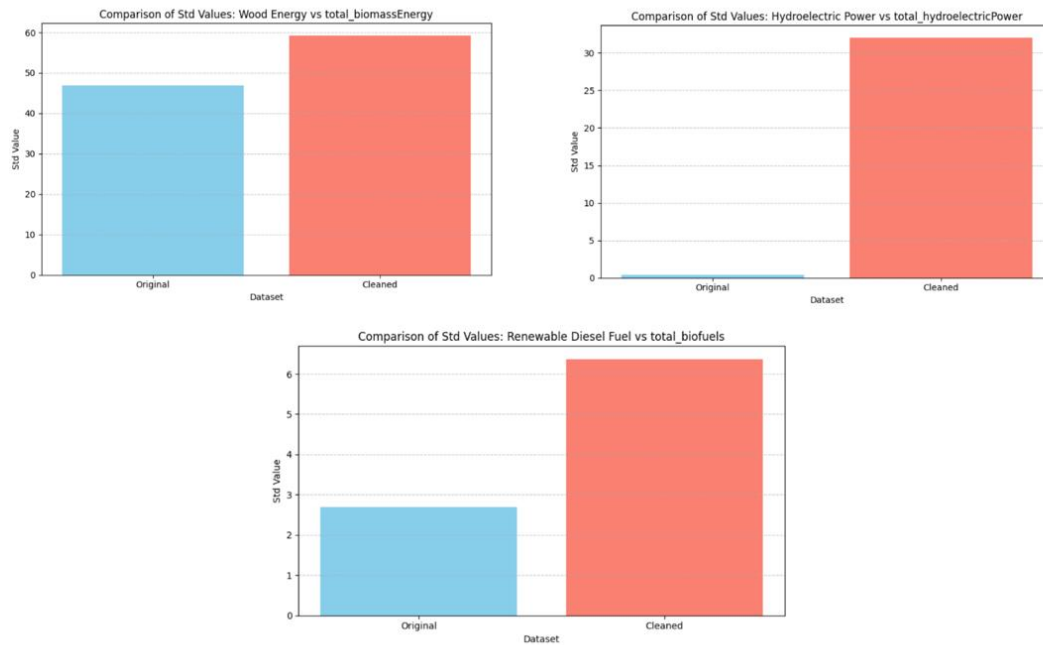 Comparison of Std Values: Wood Energy vs total_biomassEnergy
60
50
40
30
20
10
0
Std Value
Original
Cleaned
Dataset
Comparison of Std Values: Hydroelectric Power vs total_hydroelectricPower
30
25
20
15
10
5
0
Std Value
Original
Cleaned
Dataset
Comparison of Std Values: Renewable Diesel Fuel vs total_biofuels
6
5
4
3
2
1
0
Std Value
Original
Cleaned
Dataset